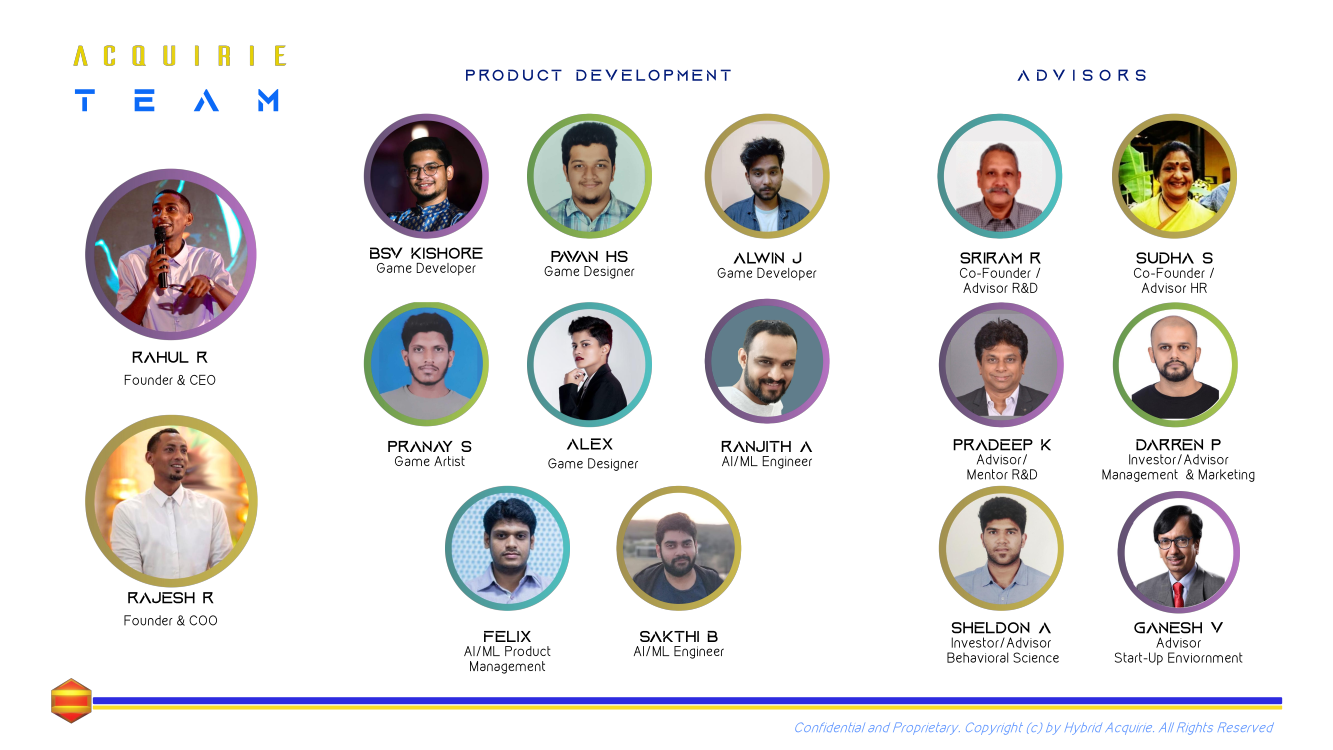 ACQUIRIE
TEAM
RAHUL R
Founder & CEO
RAJESH R
Founder & COO
PRODUCT DEVELOPMENT
BSV KISHORE
Game Developer
PAVAN HS
Game Designer
ALWIN J
Game Developer
PRANAY S
Game Artist
ALEX
Game Designer
RANJITH A
AI/ML Engineer
FELIX
AI/ML Product
Management
SAKTHI B
AI/ML Engineer
ADVISORS
SRIRAM R
Co-Founder /
Advisor R&D
SUDHA S
Co-Founder /
Advisor HR
PRADEEP K
Advisor/
Mentor R&D
DARREN P
Investor/Advisor
Management & Marketing
SHELDON A
Investor/Advisor
Behavioral Science
GANESH V
Advisor
Start-Up Enviornment
Confidential and Proprietary. Copyright (c) by Hybrid Acquirie. All Rights Reserved